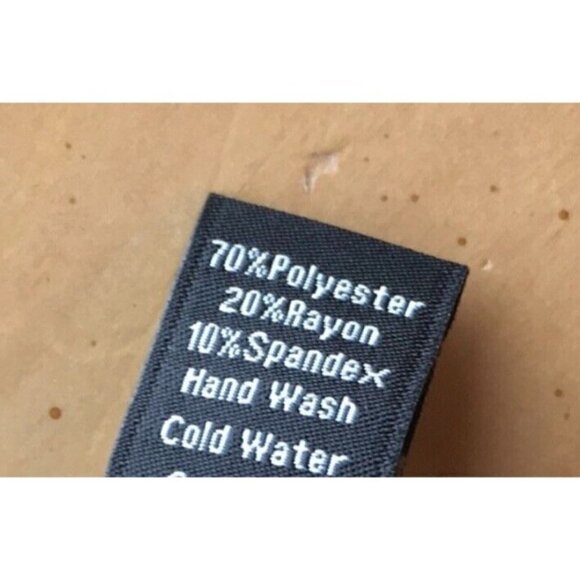 70%Polyester
20%Rayon
10%Spandex
Hand Wash
Cold Water